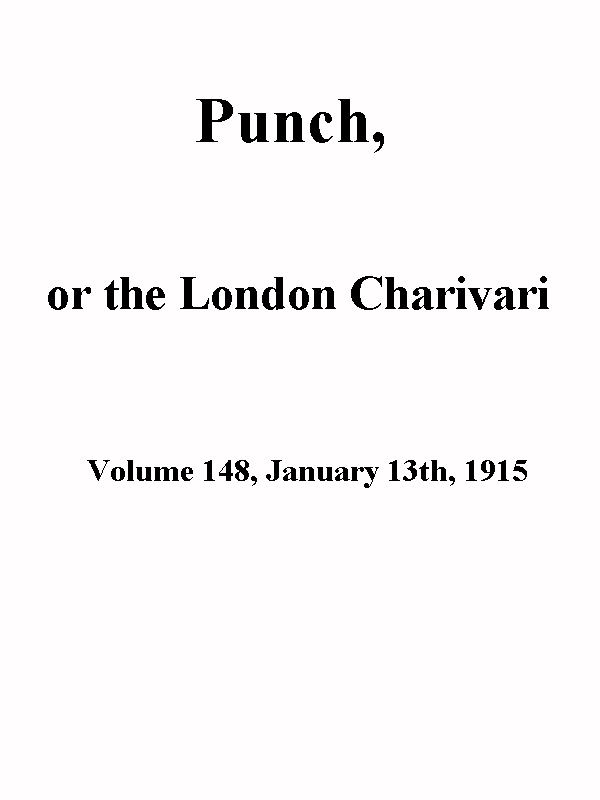 Punch,
or the London Charivari
Volume 148, January 13th, 1915